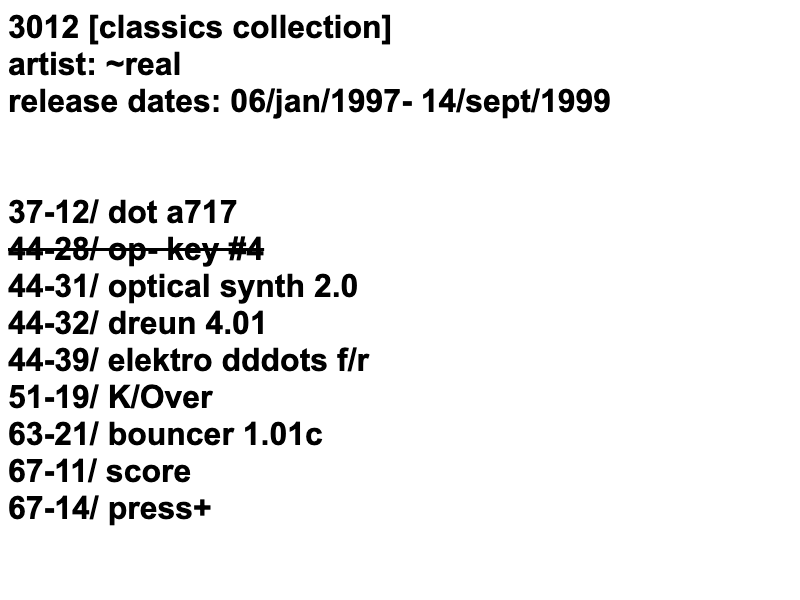 3012 [classics collection]
artist: ~real
release dates: 06/jan/1997- 14/sept/1999
37-12/ dot a717
44-28/ op- key #4
44-31/ optical synth 2.0
44-32/ dreun 4.01
44-39/ elektro dddots f/r
51-19/ K/Over
63-21/ bouncer 1.01c
67-11/ score
67-14/ press+